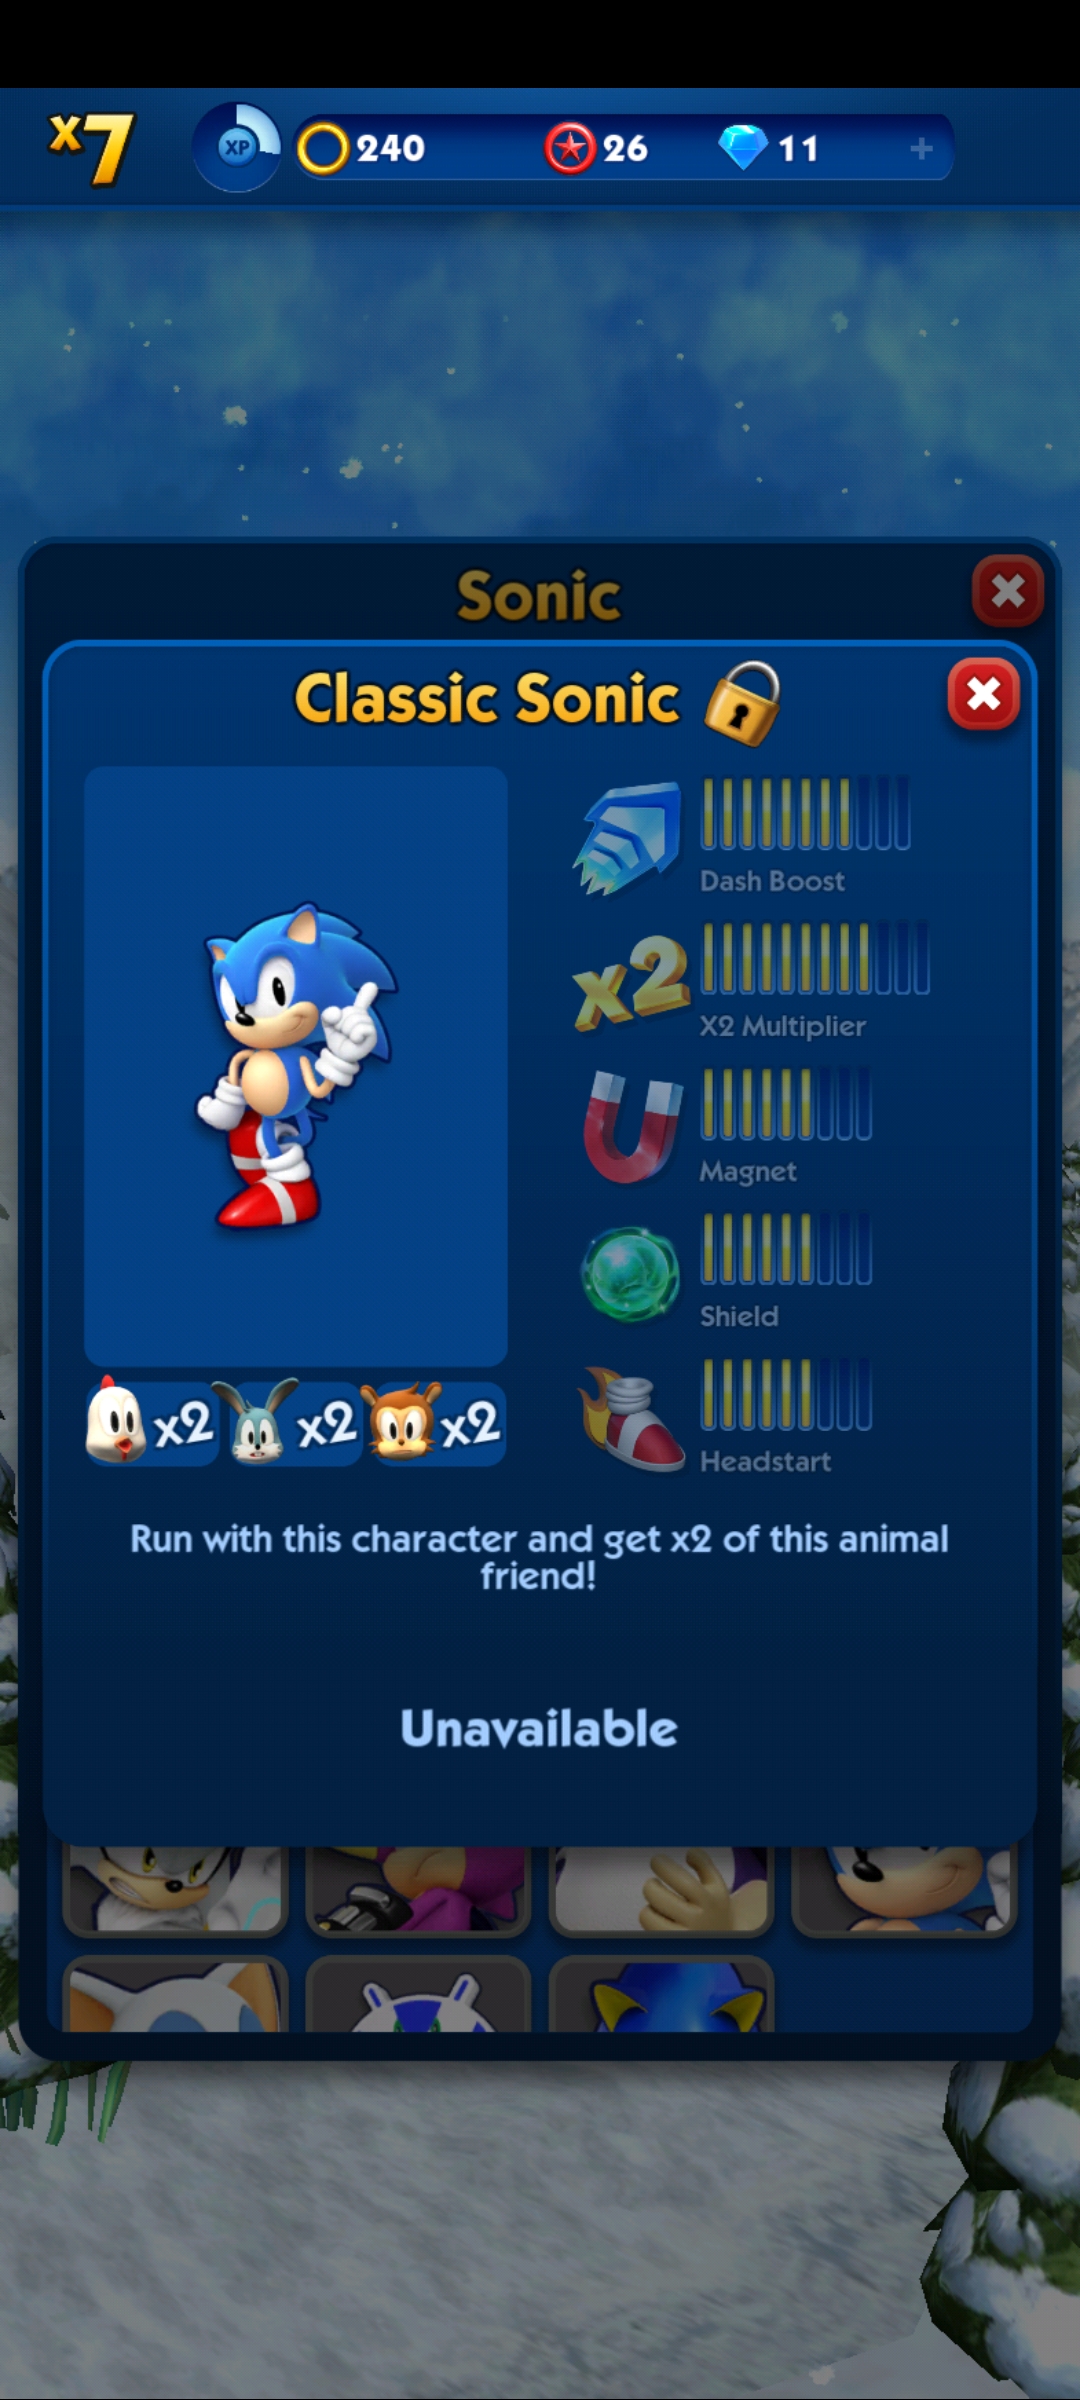 x7
XP
240
26
11
+
Sonic
Classic Sonic
Dash Boost
x2
X2 Multiplier
Magnet
Shield
Headstart
x2 x2 x2
Run with this character and get x2 of this animal
friend!
Unavailable